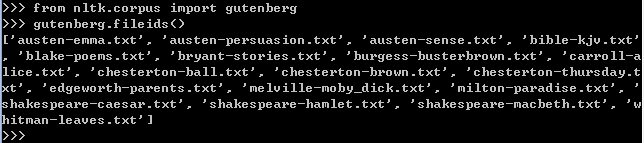 >>> from nltk.corpus import gutenberg
>>> gutenberg.fileids()
['austen-emma.txt', 'austen-persuasion.txt', 'austen-sense.txt', 'bible-kjv.txt'
, 'blake-poems.txt', 'bryant-stories.txt', 'burgess-busterbrown.txt', 'carroll-a
lice.txt', 'chesterton-ball.txt', 'chesterton-brown.txt', 'chesterton-thursday.t
xt', 'edgeworth-parents.txt', 'melville-moby_dick.txt', 'milton-paradise.txt', '
shakespeare-caesar.txt', 'shakespeare-hamlet.txt', 'shakespeare-macbeth.txt', 'w
hitman-leaves.txt']
>>>